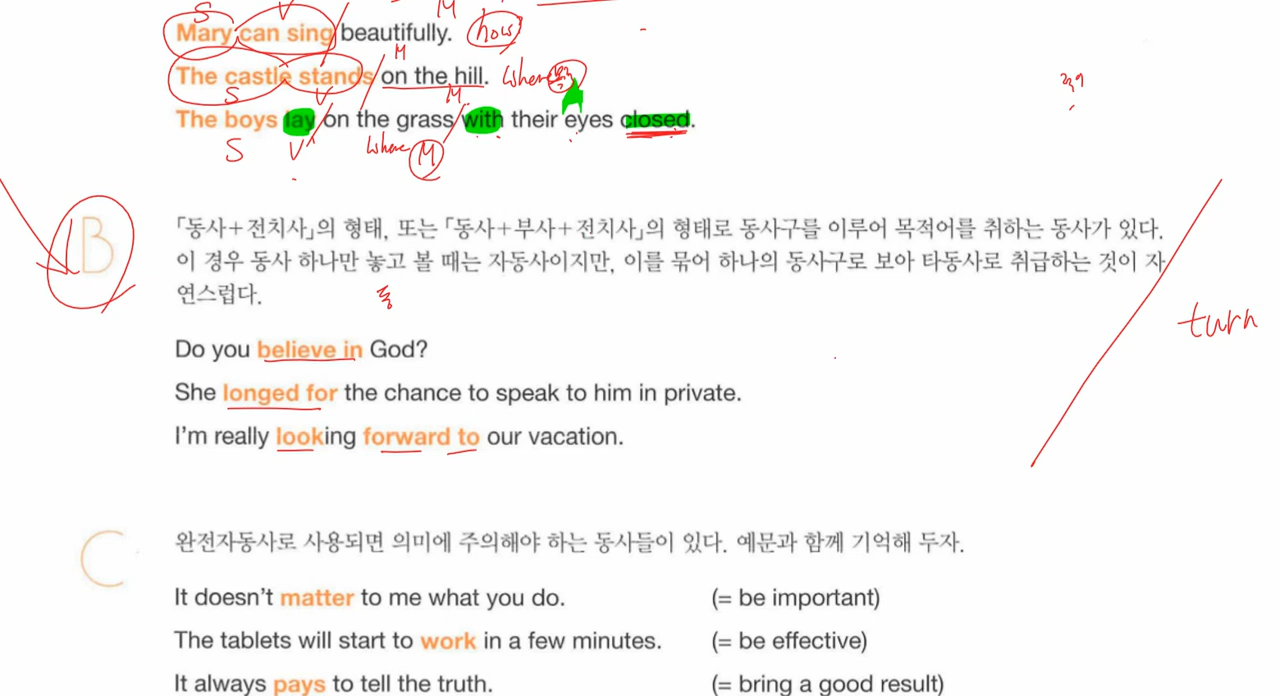 S V M
Mary can sing beautifully. how
M
The castle stands on the hill. where
S V M
The boys lay on the grass with their eyes closed.
S V where M
B
「동사+전치사」의 형태, 또는 「동사+부사+전치사」의 형태로 동사구를 이루어 목적어를 취하는 동사가 있다.
이 경우 동사 하나만 놓고 볼 때는 자동사이지만, 이를 묶어 하나의 동사구로 보아 타동사로 취급하는 것이 자
연스럽다.
turn
Do you believe in God?
She longed for the chance to speak to him in private.
I'm really looking forward to our vacation.
C
완전자동사로 사용되면 의미에 주의해야 하는 동사들이 있다. 예문과 함께 기억해 두자.
It doesn't matter to me what you do. (= be important)
The tablets will start to work in a few minutes. (= be effective)
It always pays to tell the truth. (= bring a good result)